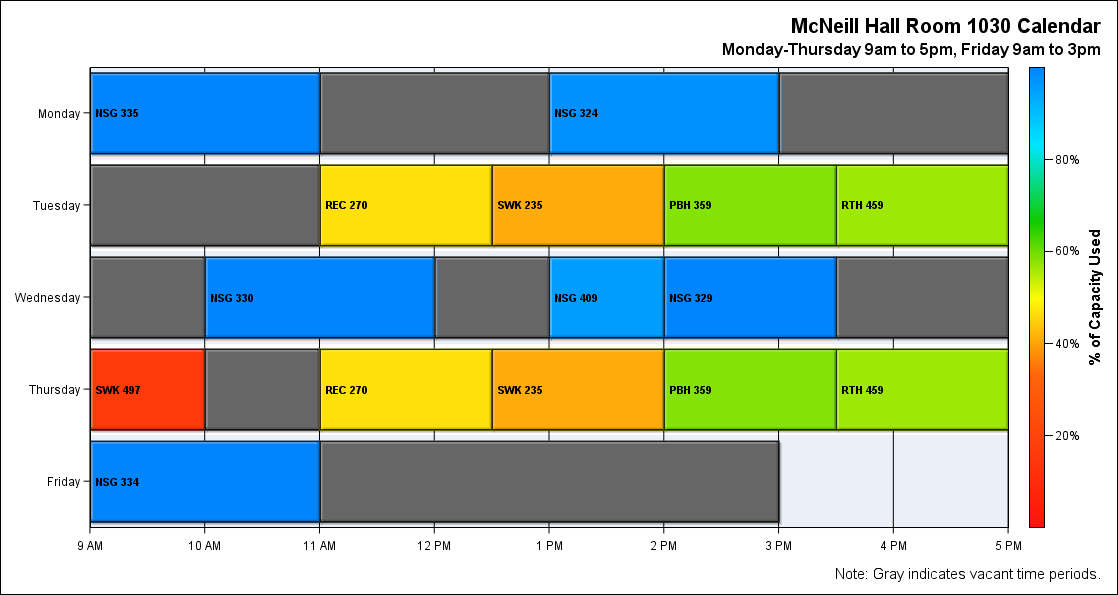 McNeill Hall Room 1030 Calendar
Monday-Thursday 9am to 5pm, Friday 9am to 3pm
Monday
NSG 335
NSG 324
Tuesday
REC 270
SWK 235
PBH 359
RTH 459
Wednesday
NSG 330
NSG 409
NSG 329
Thursday
SWK 497
REC 270
SWK 235
PBH 359
RTH 459
Friday
NSG 334
9 AM
10 AM
11 AM
12 PM
1 PM
2 PM
3 PM
4 PM
5 PM
80%
60%
40%
20%
% of Capacity Used
Note: Gray indicates vacant time periods.